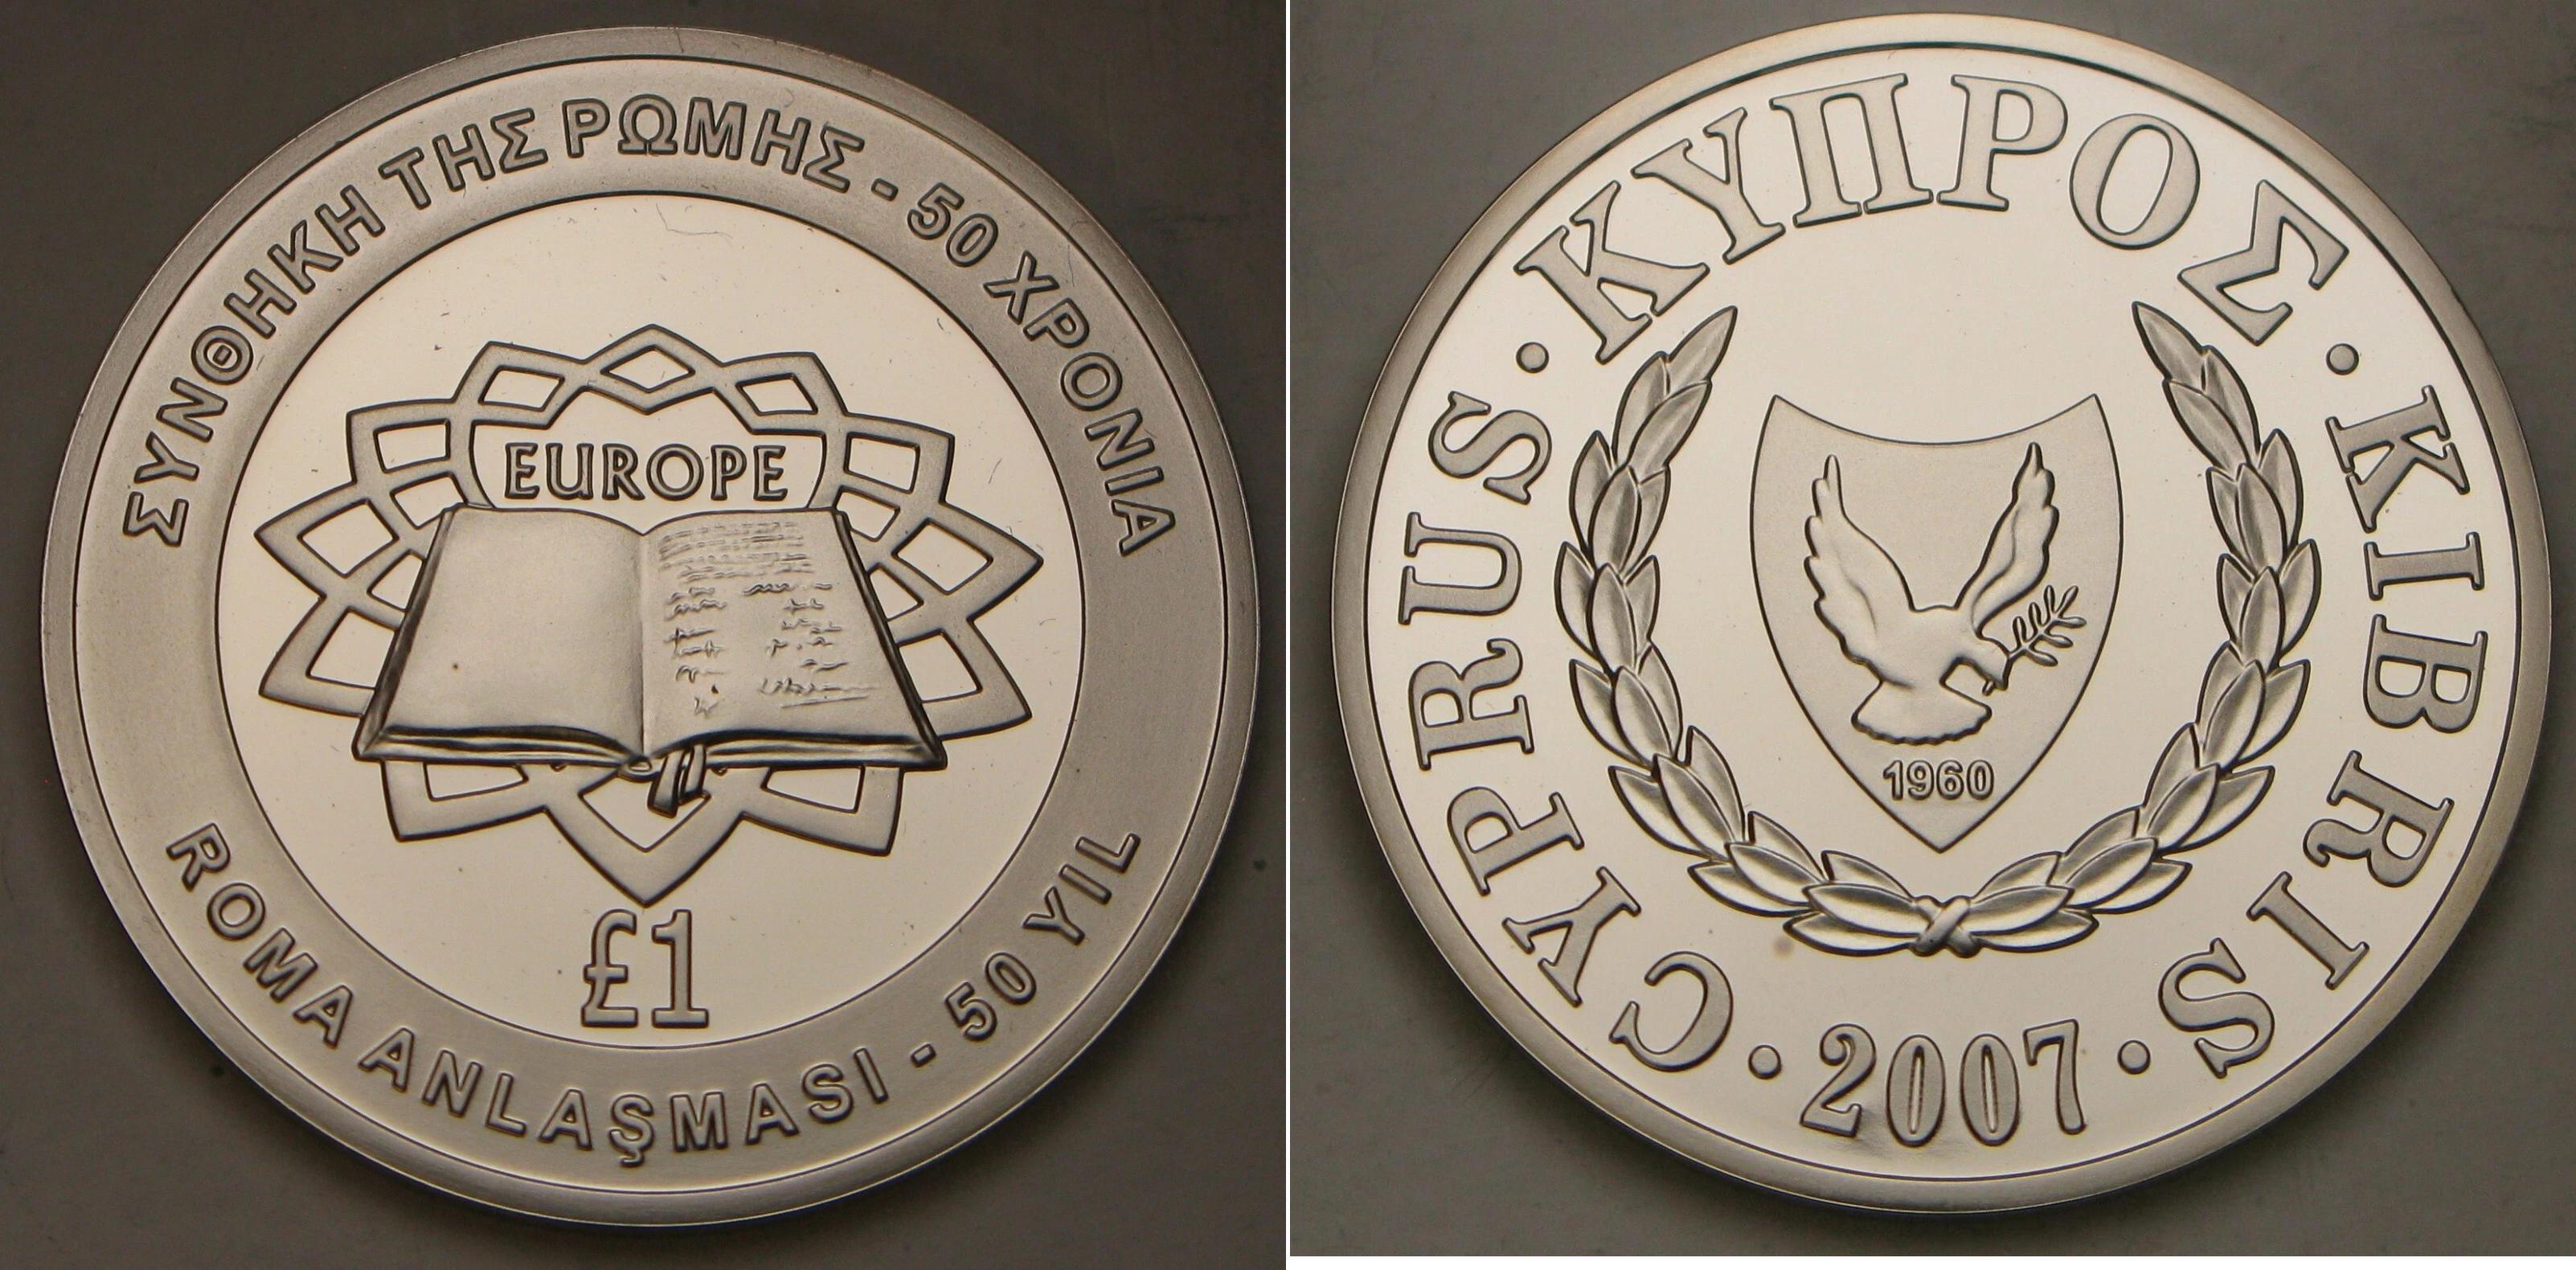 ΣΥΝΘΗΚΗ ΤΗΣ ΡΩΜΗΣ - 50 ΧΡΟΝΙΑ
EUROPE
£1
ROMA ANLAŞMASI - 50 YIL
CYPRUS · ΚΥΠΡΟΣ · KIBRIS
1960
· 2007 ·